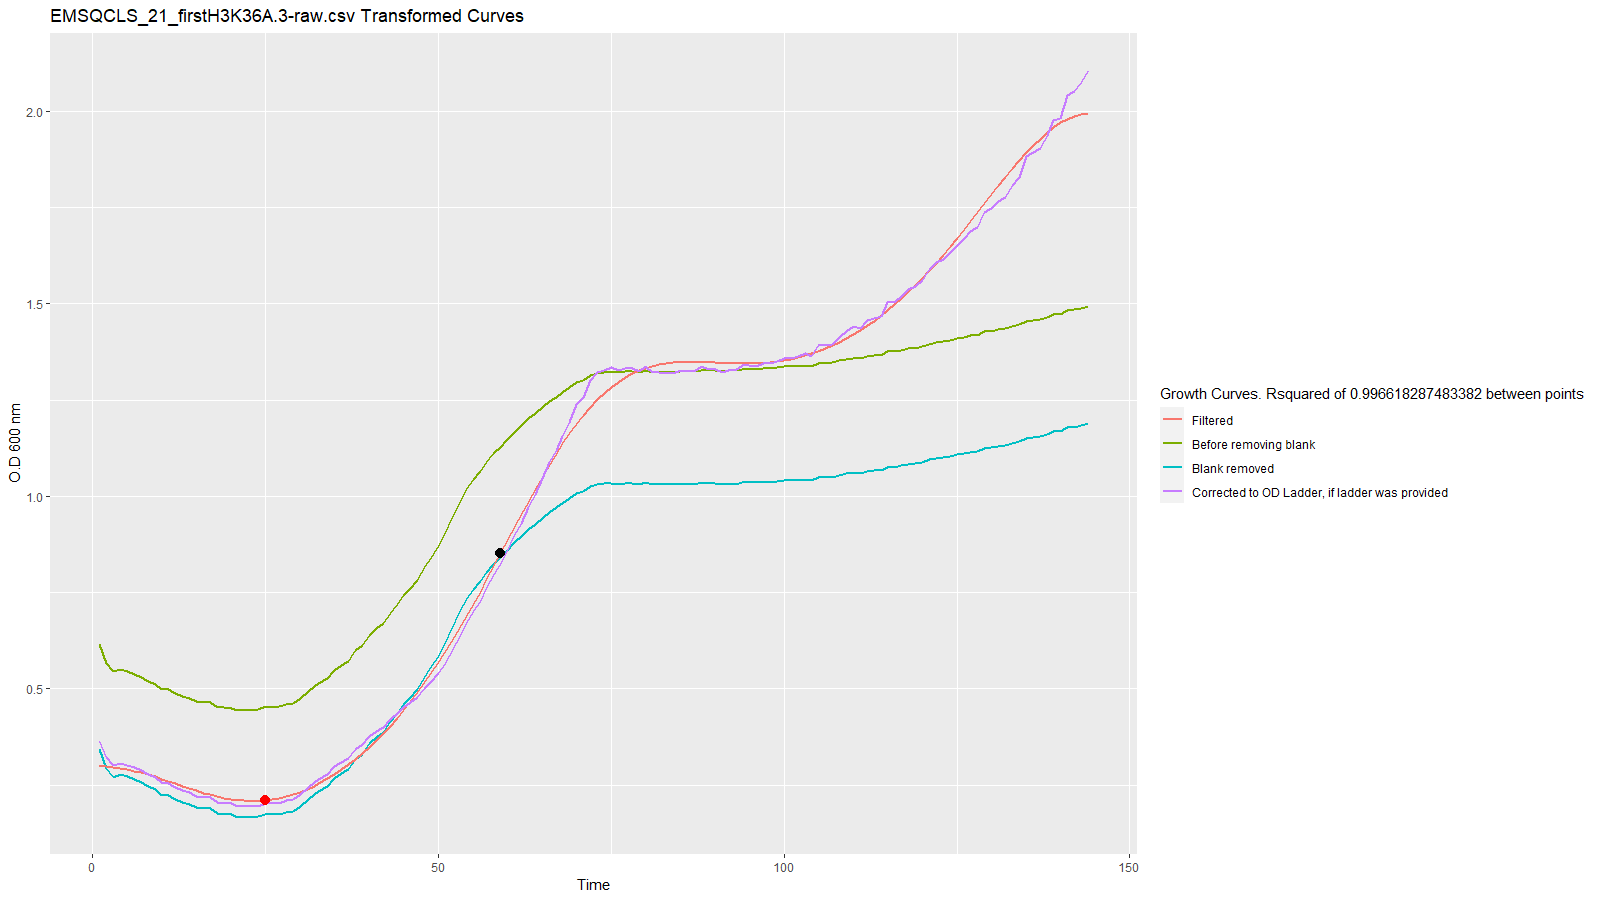 EMSQCLS_21_firstH3K36A.3-raw.csv Transformed Curves
O.D 600 nm
2.0
1.5
1.0
0.5
0
50
100
150
Time
Growth Curves. Rsquared of 0.996618287483382 between points
Filtered
Before removing blank
Blank removed
Corrected to OD Ladder, if ladder was provided